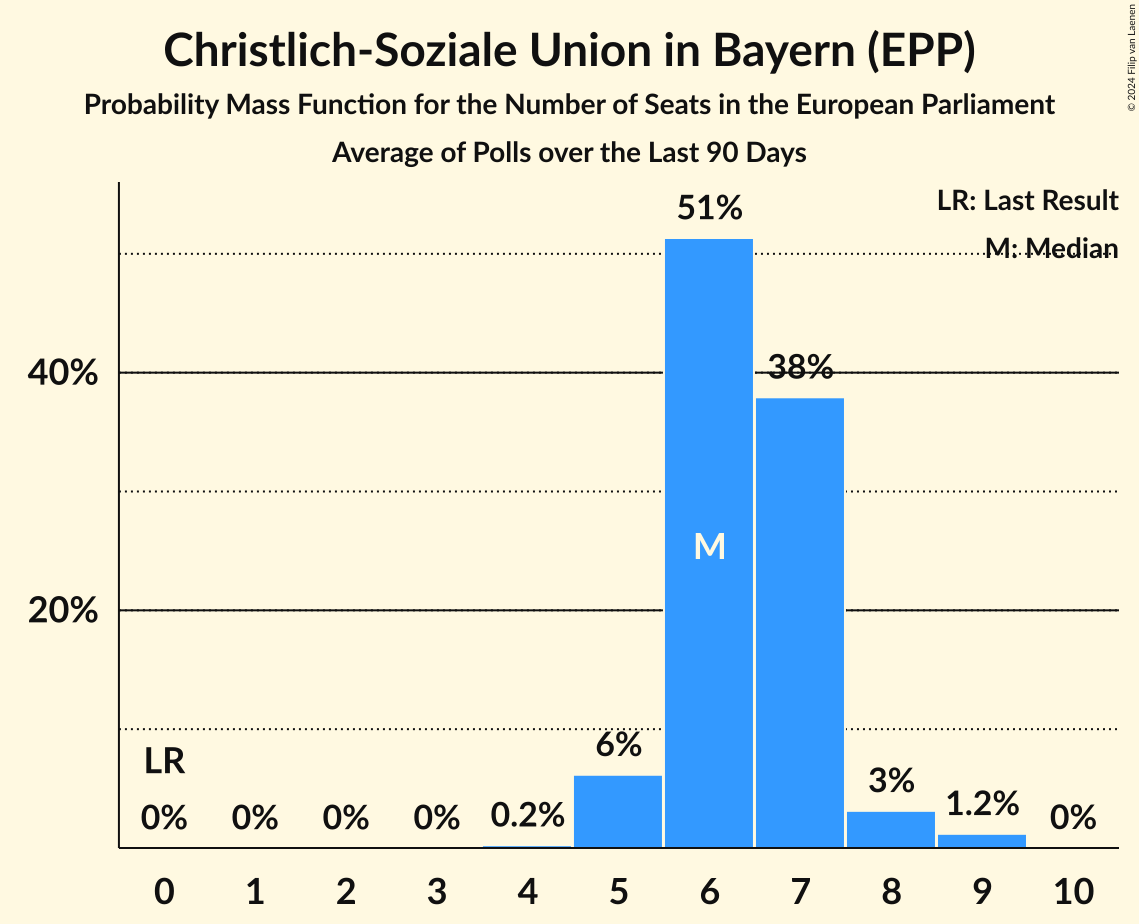 Christlich-Soziale Union in Bayern (EPP)
Probability Mass Function for the Number of Seats in the European Parliament
Average of Polls over the Last 90 Days
© 2024 Filip van Laenen
LR: Last Result
M: Median
51%
40%
38%
M
20%
LR
6%
0%
0%
0%
0%
0.2%
3%
1.2%
0%
0 1 2 3 4 5 6 7 8 9 10